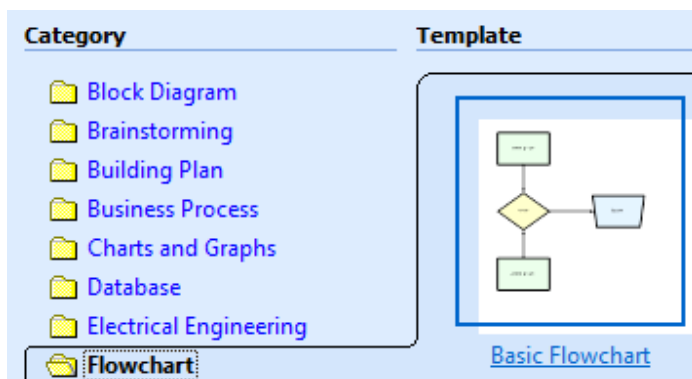 Category
Template
Block Diagram
Brainstorming
Building Plan
Business Process
Charts and Graphs
Database
Electrical Engineering
Flowchart
Basic Flowchart